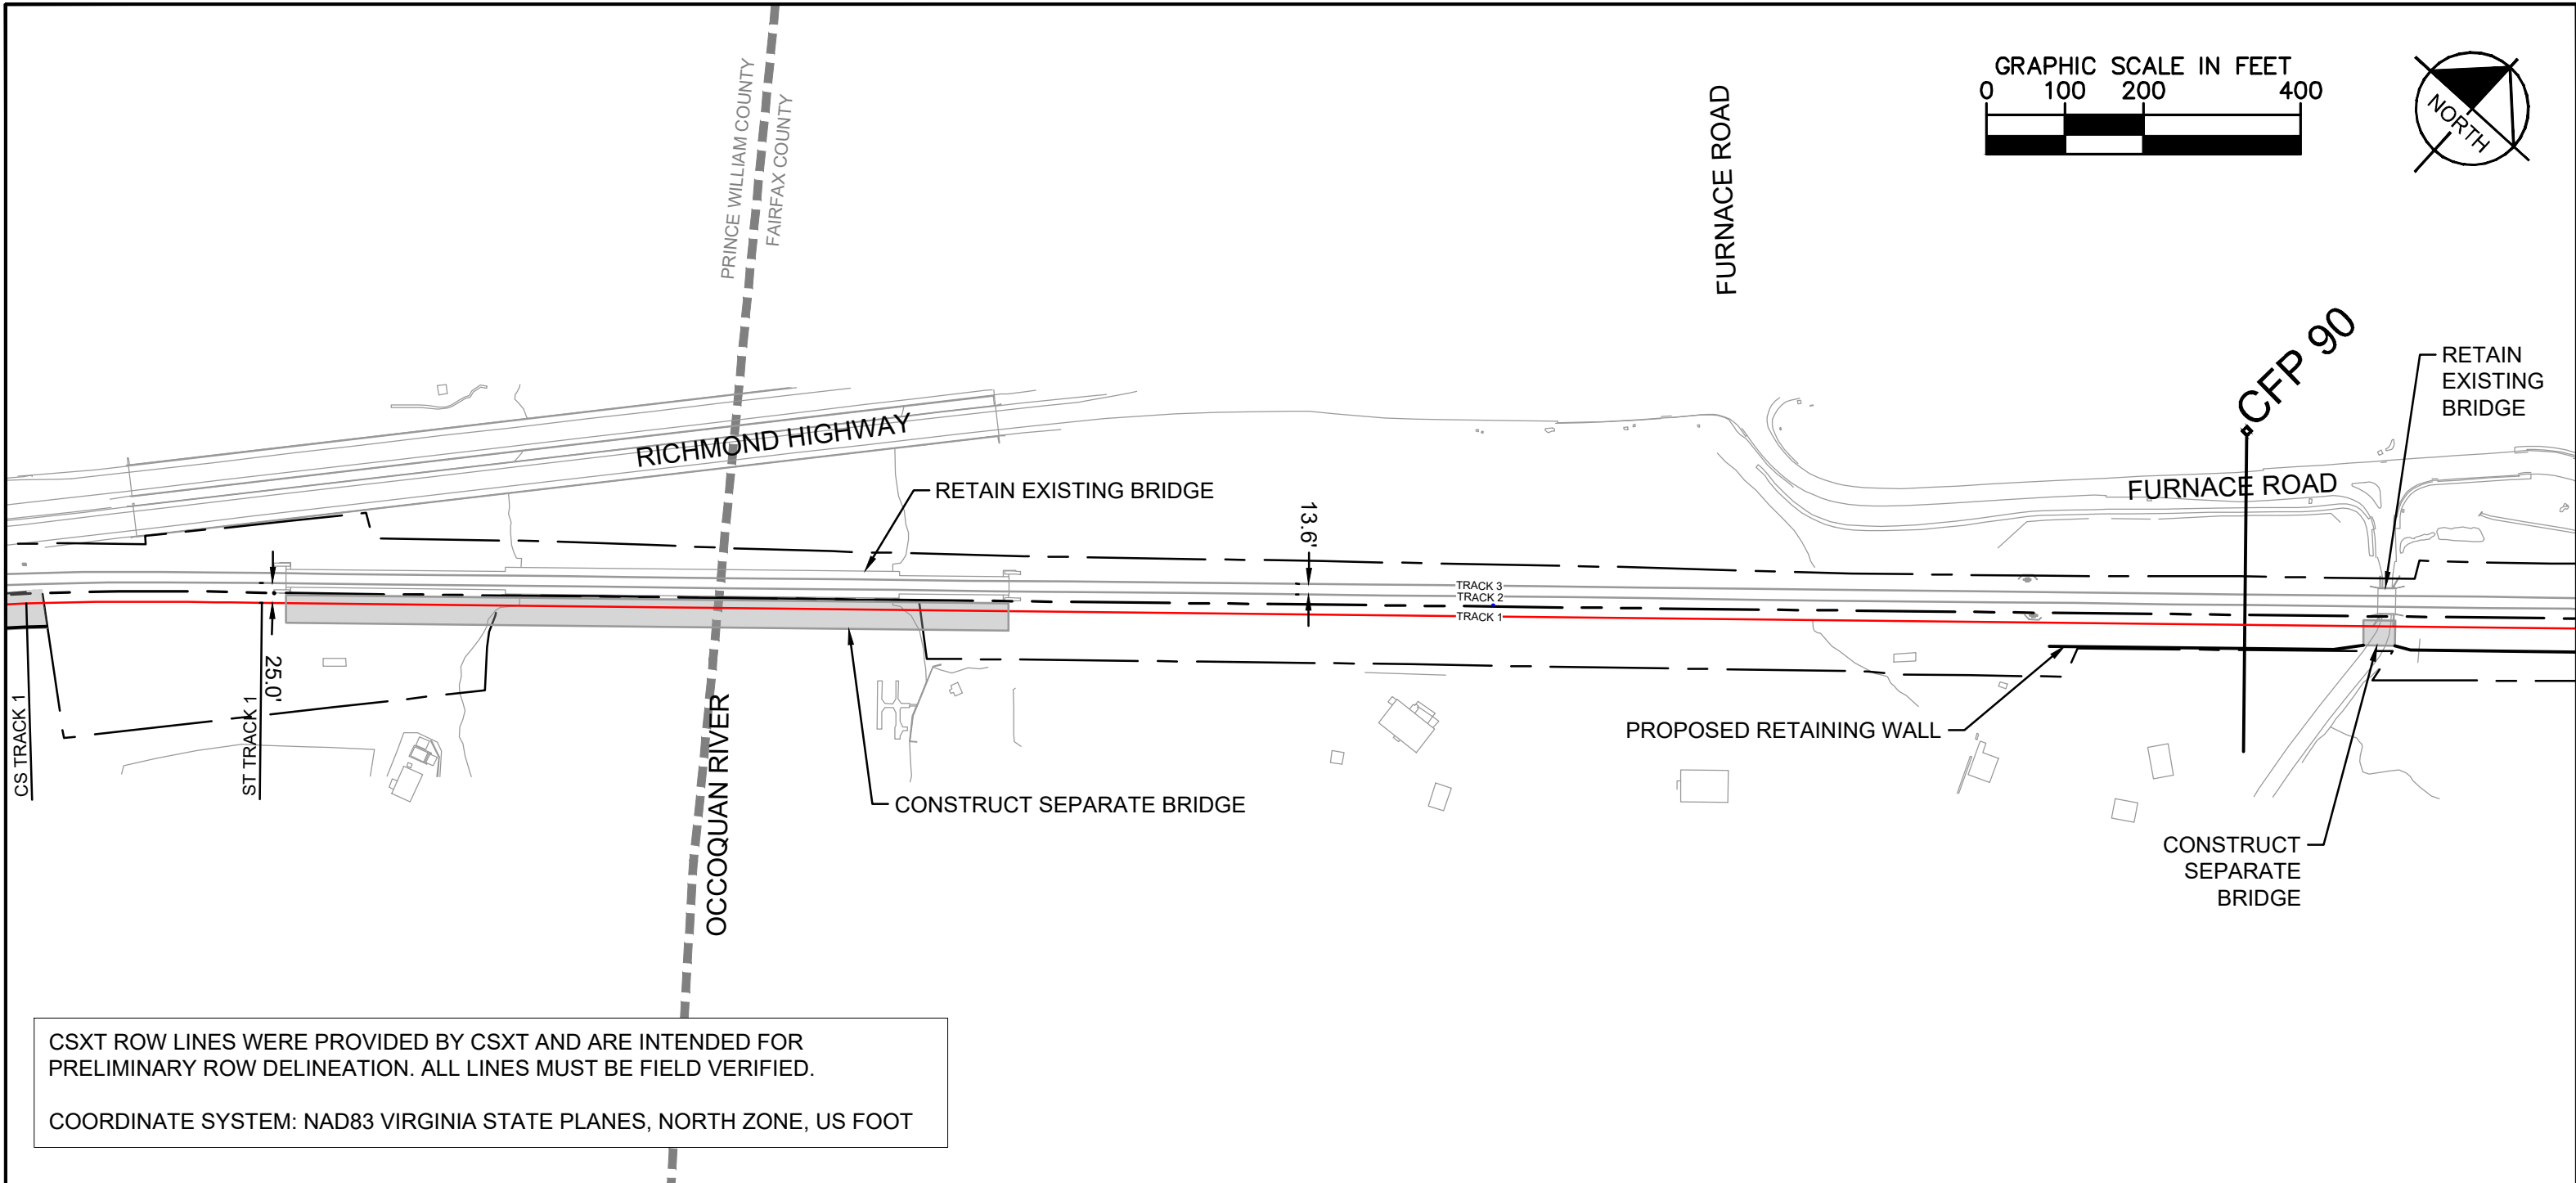 GRAPHIC SCALE IN FEET
0 100 200 400
NORTH
PRINCE WILLIAM COUNTY
FAIRFAX COUNTY
FURNACE ROAD
CFP 90
RETAIN
EXISTING
BRIDGE
RICHMOND HIGHWAY
FURNACE ROAD
RETAIN EXISTING BRIDGE
13.6'
TRACK 3
TRACK 2
TRACK 1
25.0'
CS TRACK 1
ST TRACK 1
OCCOQUAN RIVER
PROPOSED RETAINING WALL
CONSTRUCT SEPARATE BRIDGE
CONSTRUCT
SEPARATE
BRIDGE
CSXT ROW LINES WERE PROVIDED BY CSXT AND ARE INTENDED FOR
PRELIMINARY ROW DELINEATION. ALL LINES MUST BE FIELD VERIFIED.
COORDINATE SYSTEM: NAD83 VIRGINIA STATE PLANES, NORTH ZONE, US FOOT